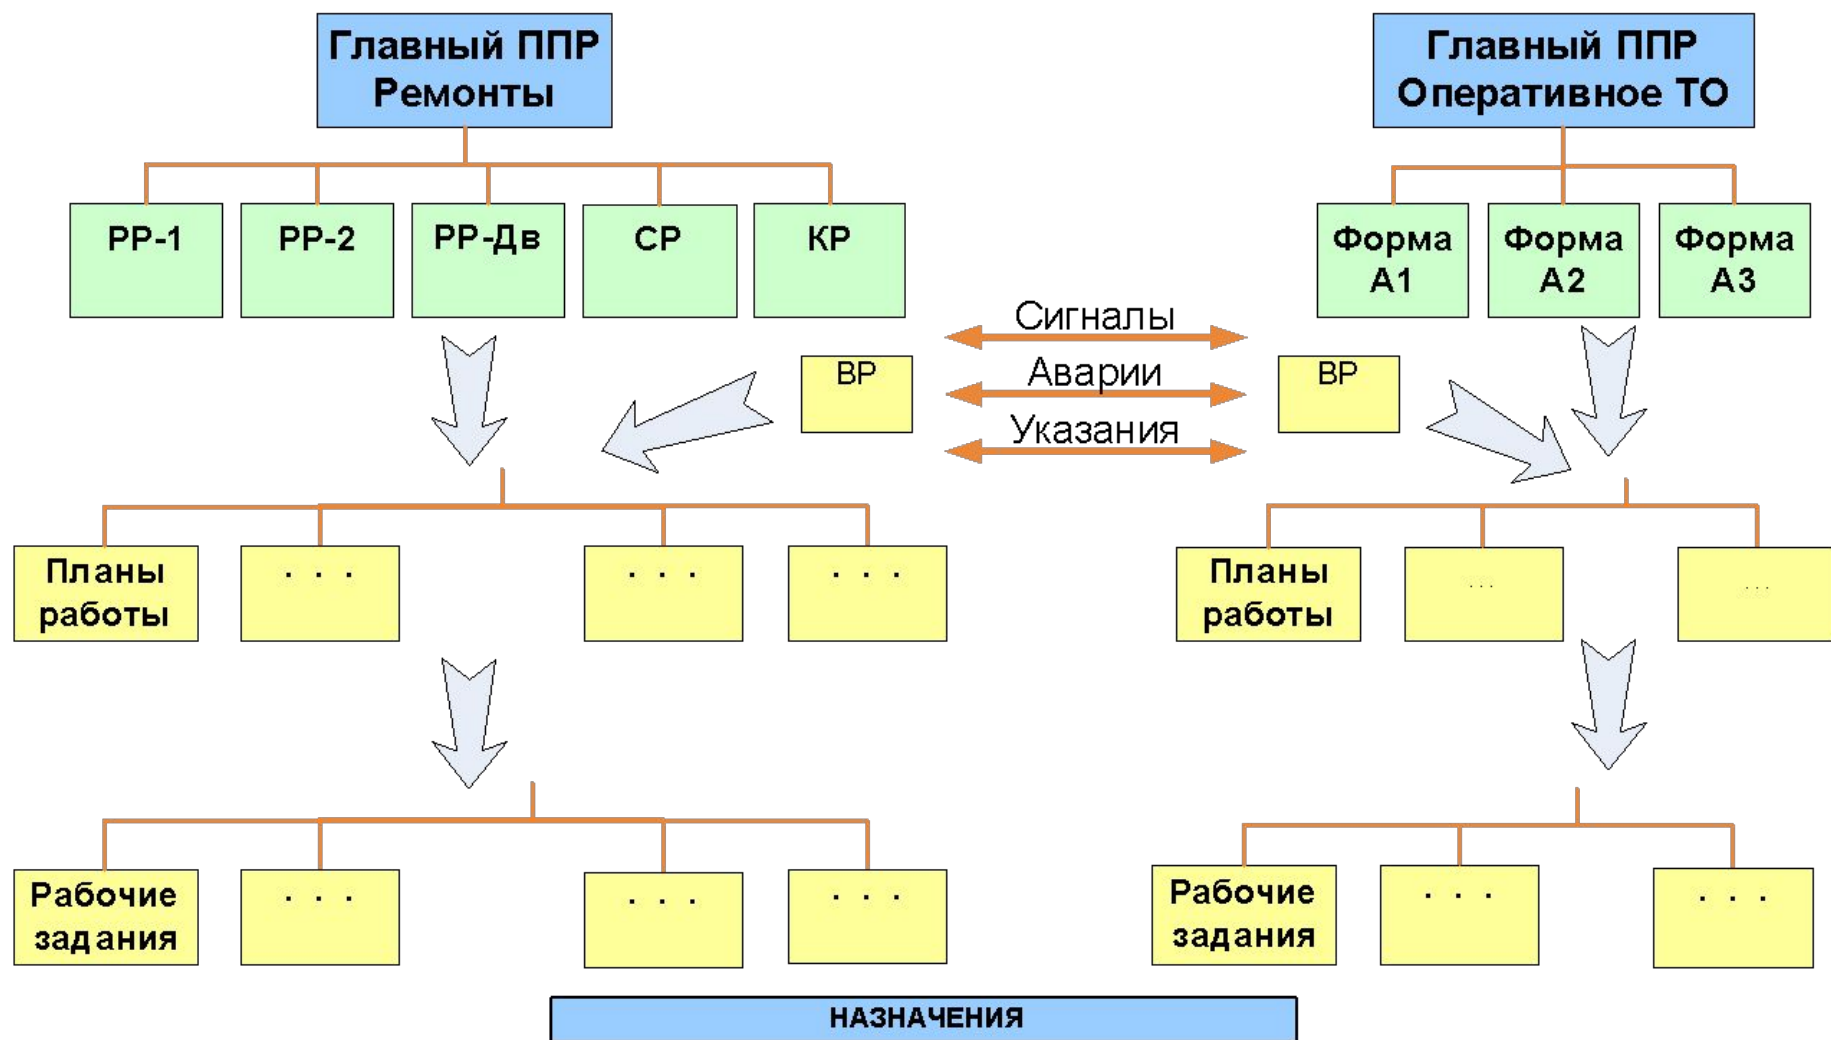 Главный ППР
Ремонты
Главный ППР
Оперативное ТО
РР-1
РР-2
РР-Дв
СР
КР
Форма
А1
Форма
А2
Форма
А3
Сигналы
Аварии
Указания
ВР
ВР
Планы
работы
. . .
. . .
. . .
Планы
работы
. . .
. . .
Рабочие
задания
. . .
. . .
. . .
Рабочие
задания
. . .
. . .
НАЗНАЧЕНИЯ